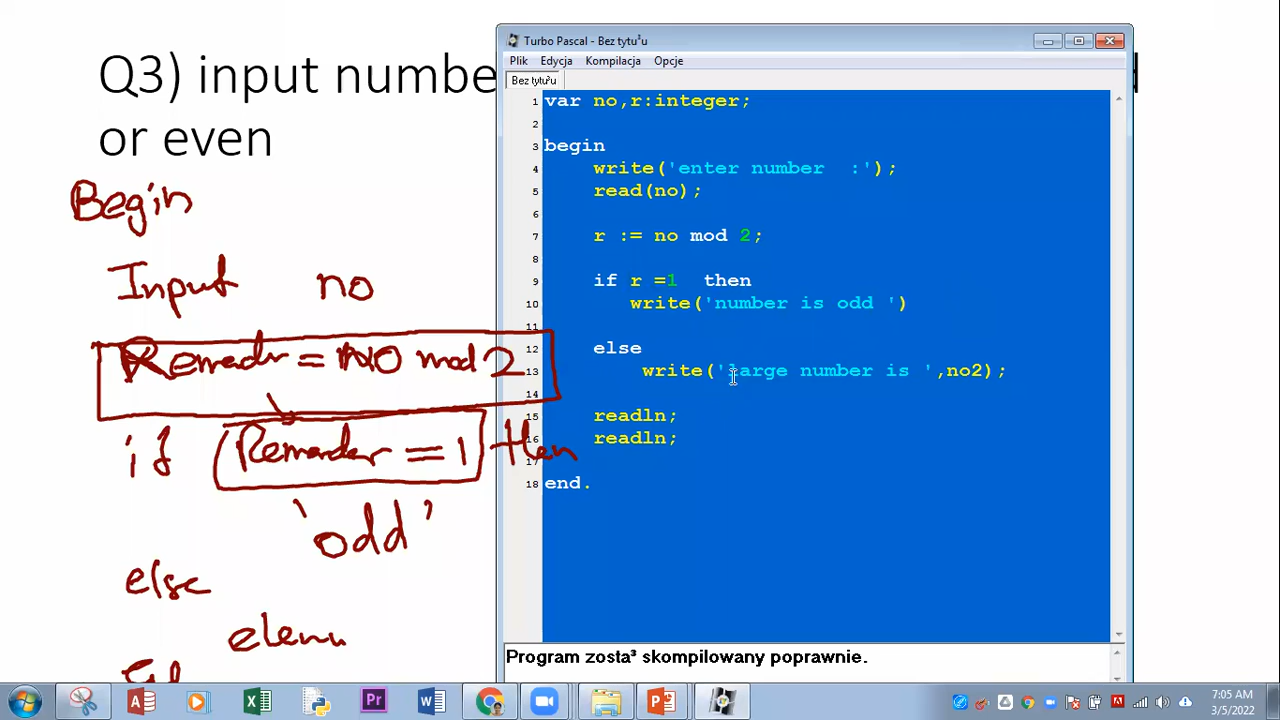 Q3) input numbe
or even
Begin
Input no
Remader = NO mod 2
if (Remarder = 1 then
'odd'
else
Turbo Pascal - Bez tytu³u
Plik Edycja Kompilacja Opcje
Bez tytu³u
1 var no,r:integer;
2
3 begin
4 write('enter number  :');
5 read(no);
6
7 r := no mod 2;
8
9 if r =1  then
10 write('number is odd ')
11
12 else
13 write('large number is ',no2);
14
15 readln;
16 readln;
17
18 end.
Program zosta³ skompilowany poprawnie.
7:05 AM
3/5/2022